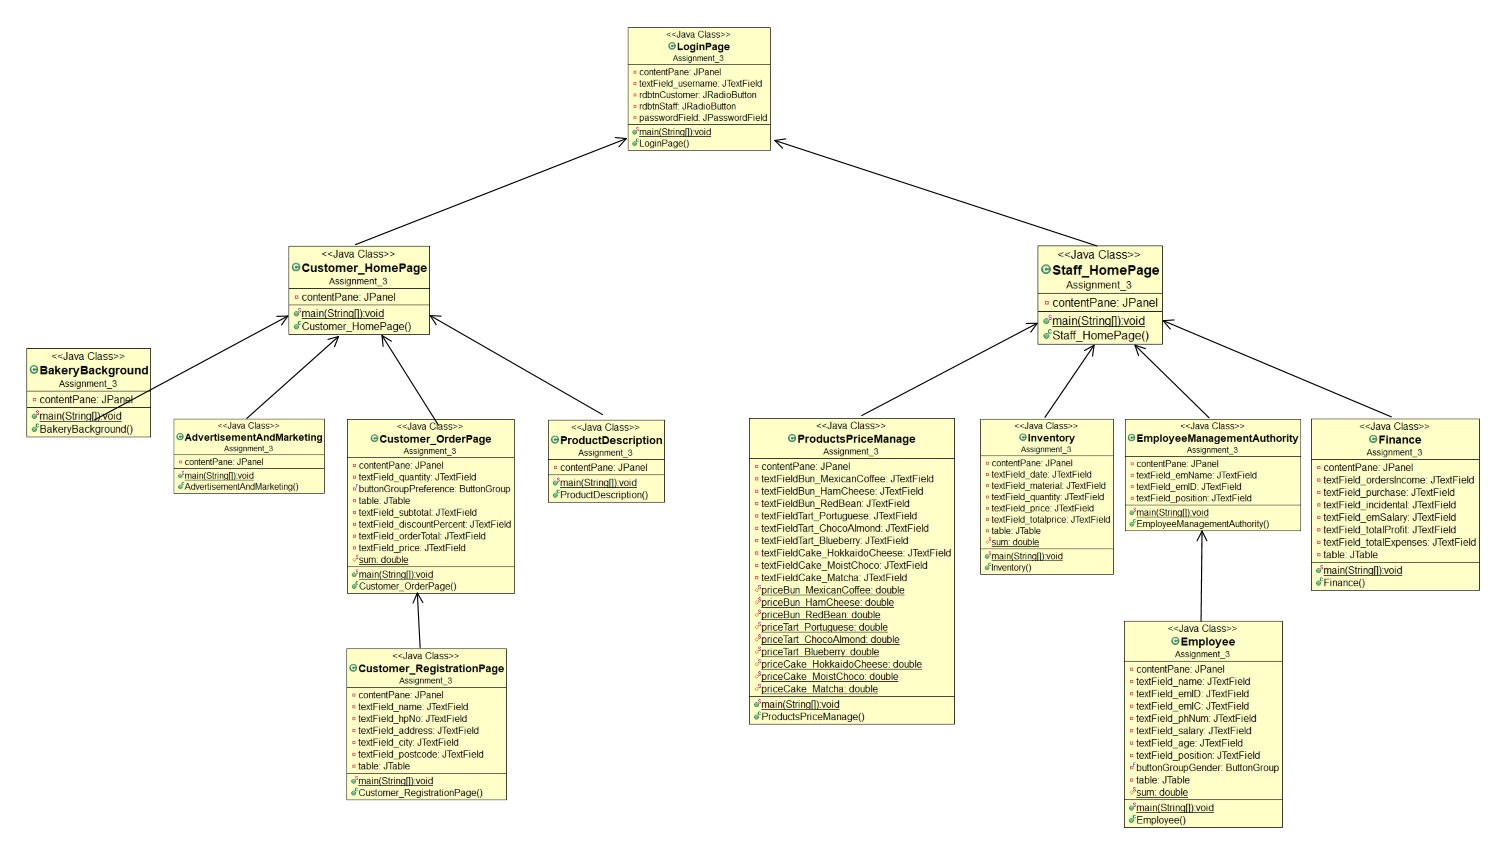 <<Java Class>>
LoginPage
Assignment_3
contentPane: JPanel
textField_username: JTextField
rdbtnCustomer: JRadioButton
rdbtnStaff: JRadioButton
passwordField: JPasswordField
main(String[]):void
LoginPage()
<<Java Class>>
Customer_HomePage
Assignment_3
contentPane: JPanel
main(String[]):void
Customer_HomePage()
<<Java Class>>
Staff_HomePage
Assignment_3
contentPane: JPanel
main(String[]):void
Staff_HomePage()
<<Java Class>>
BakeryBackground
Assignment_3
contentPane: JPanel
main(String[]):void
BakeryBackground()
<<Java Class>>
AdvertisementAndMarketing
Assignment_3
contentPane: JPanel
main(String[]):void
AdvertisementAndMarketing()
<<Java Class>>
Customer_OrderPage
Assignment_3
contentPane: JPanel
textField_quantity: JTextField
buttonGroupPreference: ButtonGroup
table: JTable
textField_subtotal: JTextField
textField_discountPercent: JTextField
textField_orderTotal: JTextField
textField_price: JTextField
sum: double
main(String[]):void
Customer_OrderPage()
<<Java Class>>
ProductDescription
Assignment_3
contentPane: JPanel
main(String[]):void
ProductDescription()
<<Java Class>>
ProductsPriceManage
Assignment_3
contentPane: JPanel
textFieldBun_MexicanCoffee: JTextField
textFieldBun_HamCheese: JTextField
textFieldBun_RedBean: JTextField
textFieldTart_Portuguese: JTextField
textFieldTart_ChocoAlmond: JTextField
textFieldTart_Blueberry: JTextField
textFieldCake_HokkaidoCheese: JTextField
textFieldCake_MoistChoco: JTextField
textFieldCake_Matcha: JTextField
priceBun_MexicanCoffee: double
priceBun_HamCheese: double
priceBun_RedBean: double
priceTart_Portuguese: double
priceTart_ChocoAlmond: double
priceTart_Blueberry: double
priceCake_HokkaidoCheese: double
priceCake_MoistChoco: double
priceCake_Matcha: double
main(String[]):void
ProductsPriceManage()
<<Java Class>>
Inventory
Assignment_3
contentPane: JPanel
textField_date: JTextField
textField_material: JTextField
textField_quantity: JTextField
textField_price: JTextField
textField_totalprice: JTextField
table: JTable
sum: double
main(String[]):void
Inventory()
<<Java Class>>
EmployeeManagementAuthority
Assignment_3
contentPane: JPanel
textField_emName: JTextField
textField_emID: JTextField
textField_position: JTextField
main(String[]):void
EmployeeManagementAuthority()
<<Java Class>>
Finance
Assignment_3
contentPane: JPanel
textField_ordersIncome: JTextField
textField_purchase: JTextField
textField_incidental: JTextField
textField_emSalary: JTextField
textField_totalProfit: JTextField
textField_totalExpenses: JTextField
table: JTable
main(String[]):void
Finance()
<<Java Class>>
Customer_RegistrationPage
Assignment_3
contentPane: JPanel
textField_name: JTextField
textField_hpNo: JTextField
textField_address: JTextField
textField_city: JTextField
textField_postcode: JTextField
table: JTable
main(String[]):void
Customer_RegistrationPage()
<<Java Class>>
Employee
Assignment_3
contentPane: JPanel
textField_name: JTextField
textField_emID: JTextField
textField_emIC: JTextField
textField_phNum: JTextField
textField_salary: JTextField
textField_age: JTextField
textField_position: JTextField
buttonGroupGender: ButtonGroup
table: JTable
sum: double
main(String[]):void
Employee()